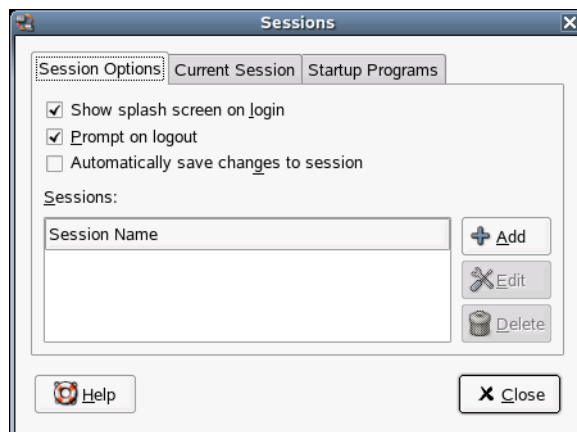 Sessions
Session Options
Current Session
Startup Programs
Show splash screen on login
Prompt on logout
Automatically save changes to session
Sessions:
Session Name
Add
Edit
Delete
Help
Close